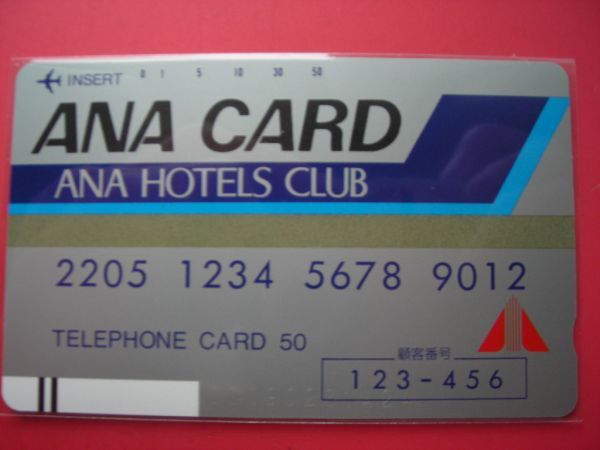 INSERT 0 1 5 10 30 50
ANA CARD
ANA HOTELS CLUB
2205 1234 5678 9012
TELEPHONE CARD 50
顧客番号
123-456